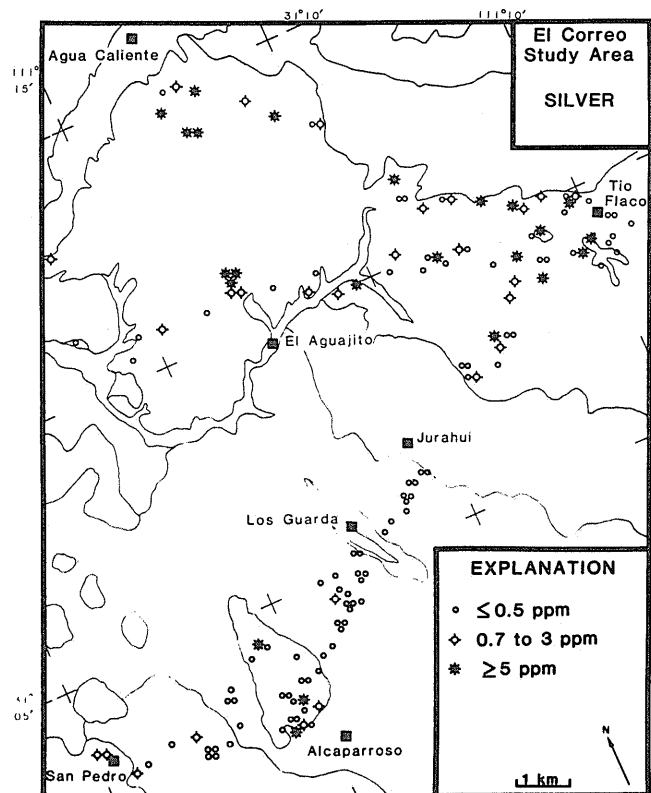 31°10'
111°10'
El Correo
Study Area
SILVER
Agua Caliente
111°
15'
Tio
Flaco
El Aguajito
Jurahui
Los Guarda
EXPLANATION
≤0.5 ppm
0.7 to 3 ppm
≥5 ppm
05'
Alcaparroso
San Pedro
N
1 km